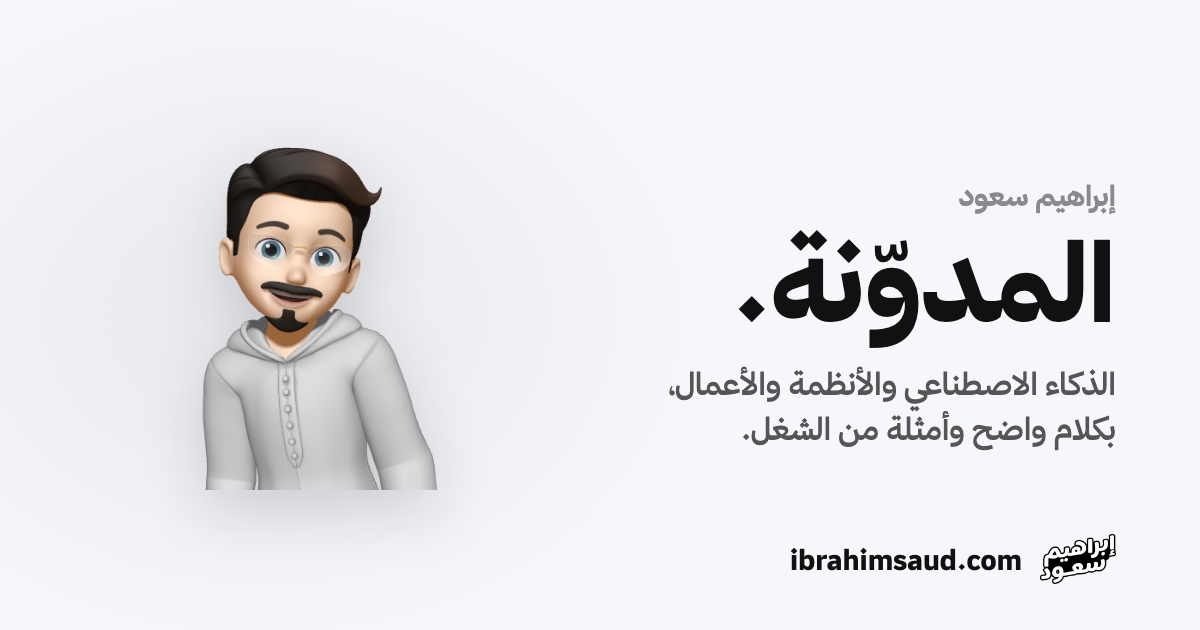 إبراهيم سعود
المدوّنة.
الذكاء الاصطناعي والأنظمة والأعمال،
بكلام واضح وأمثلة من الشغل.
ibrahimsaud.com
إبراهيم
سعود